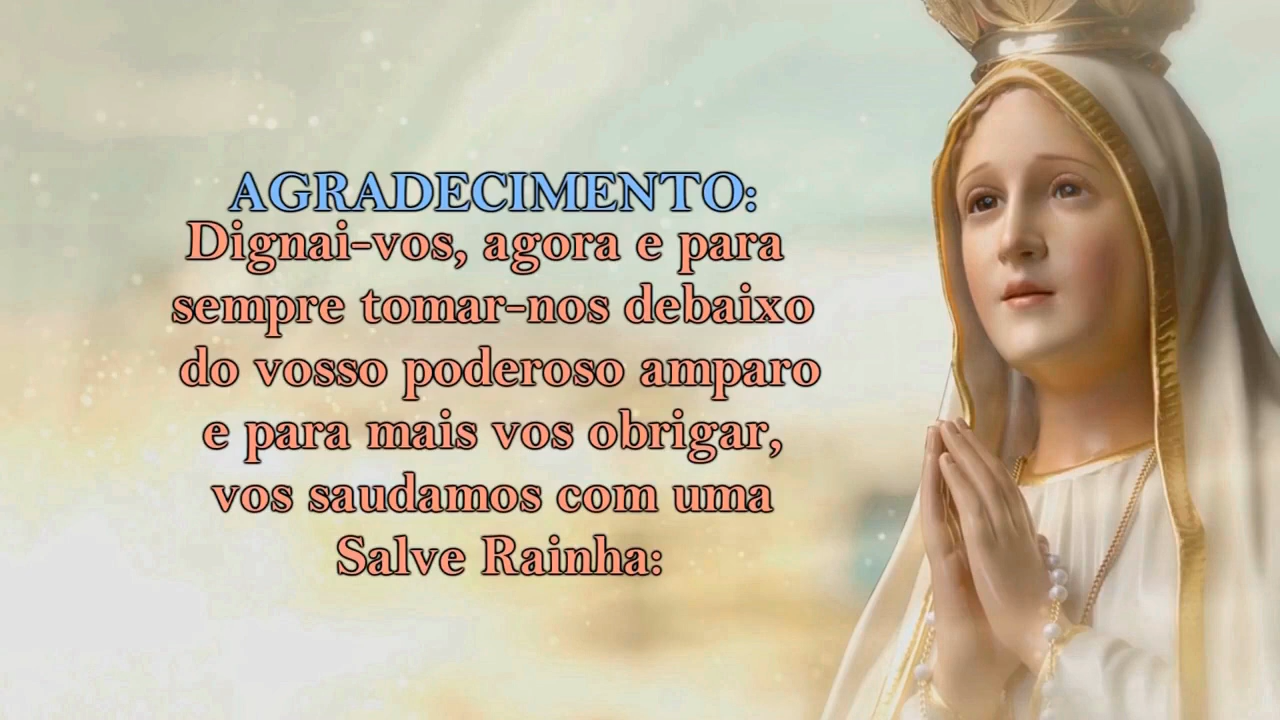 AGRADECIMENTO:
Dignai-vos, agora e para
sempre tomar-nos debaixo
do vosso poderoso amparo
e para mais vos obrigar,
vos saudamos com uma
Salve Rainha: